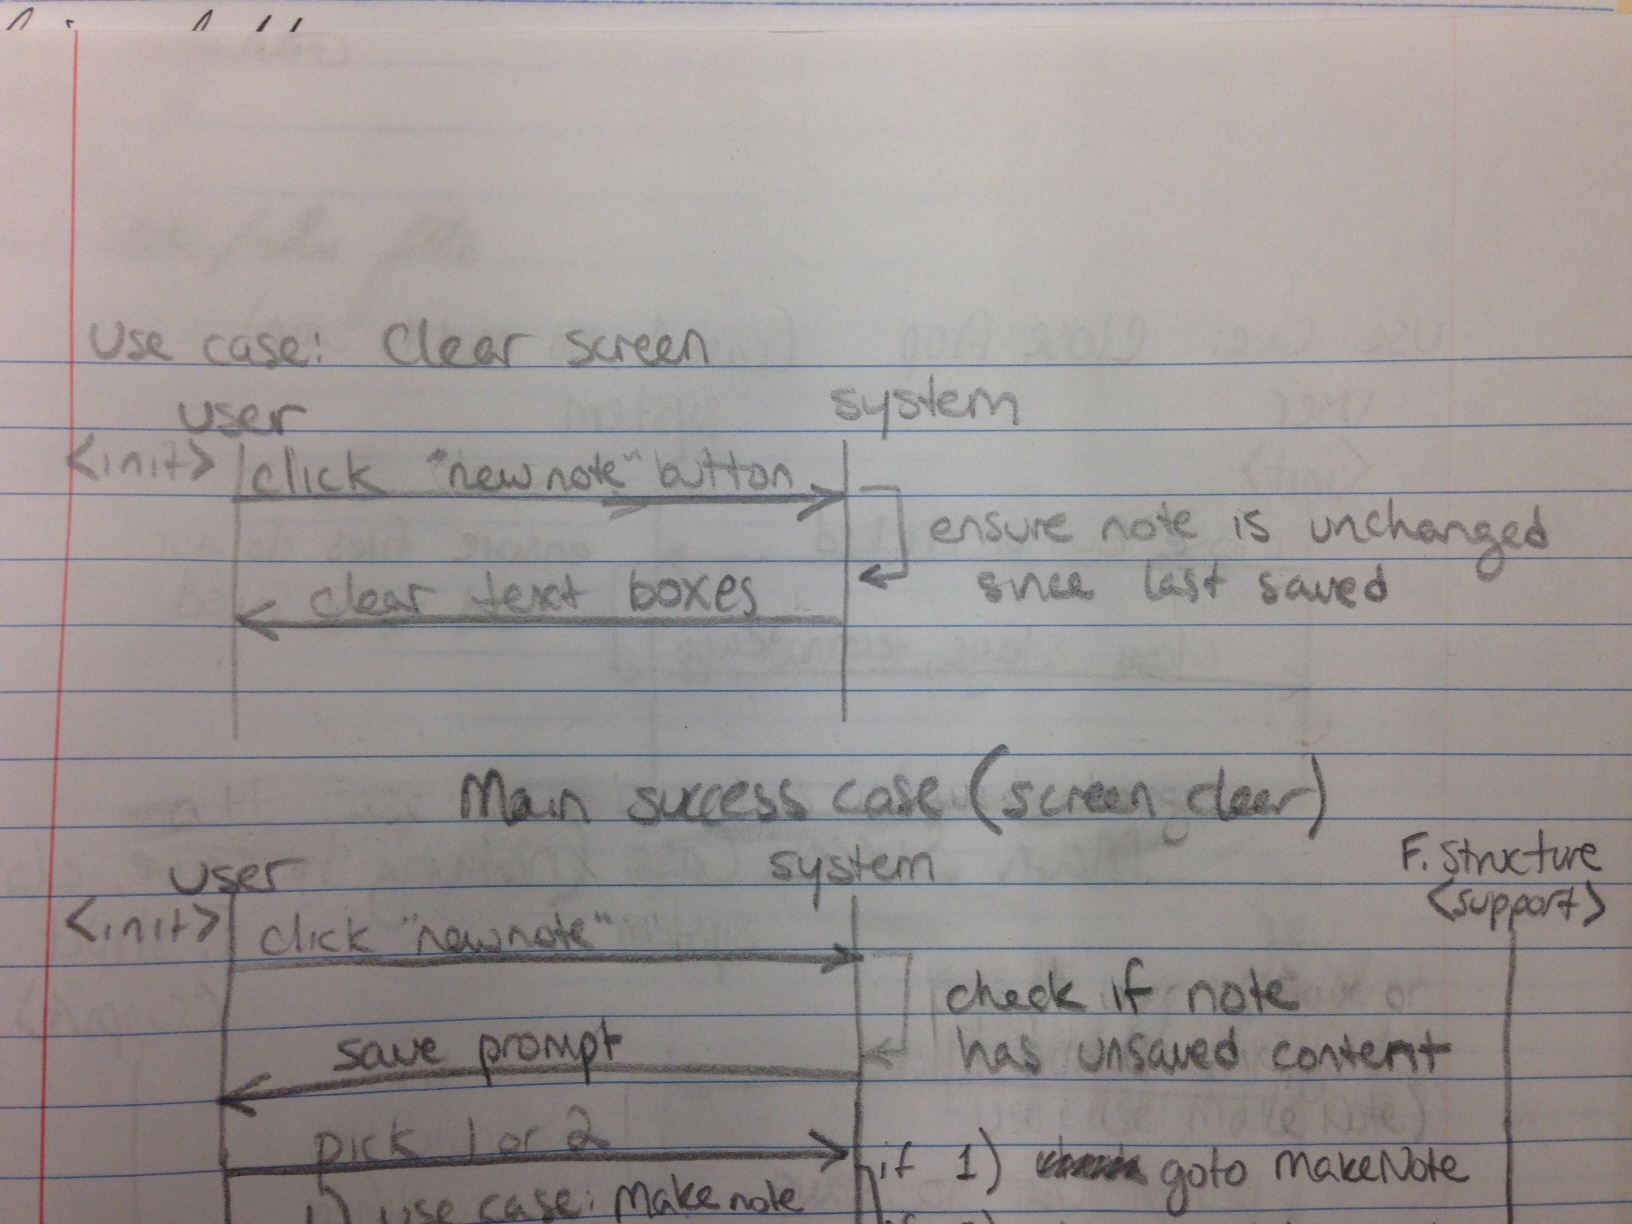 Use case: Clear screen
user system
<init> click "new note" button
ensure note is unchanged
since last saved
clear text boxes
Main success case (screen clear)
user system F. Structure
<support>
<init> click "new note"
check if note
has unsaved content
save prompt
pick 1 or 2
if 1) goto makeNote
1) use case: Make note